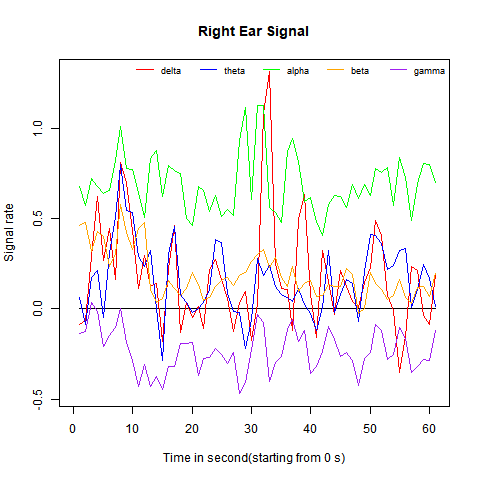 Right Ear Signal
delta theta alpha beta gamma
Signal rate
1.0
0.5
0.0
-0.5
0 10 20 30 40 50 60
Time in second(starting from 0 s)